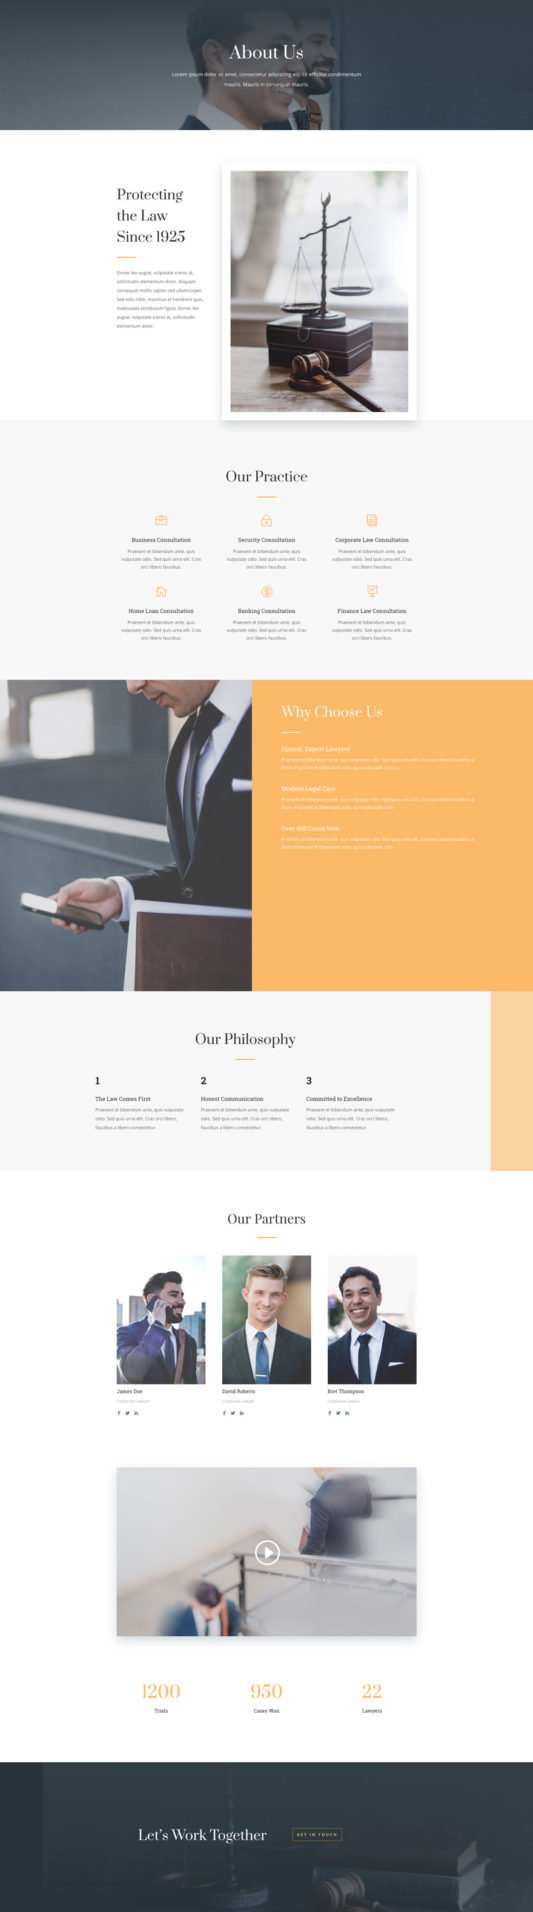 About Us
Lorem ipsum dolor sit amet, consectetur adipiscing elit. Ut efficitur condimentum
mauris. Mauris in consequat mauris.
Protecting
the Law
Since 1925
Donec leo augue, vulputate a eros at,
sollicitudin elementum dolor. Aliquam
consequat mollis sapien sed ullamcorper.
Sed odio nibh, maximus et hendrerit quis,
malesuada vestibulum ligula. Donec leo
augue, vulputate a eros at, sollicitudin
elementum dolor.
Our Practice
Business Consultation
Praesent et bibendum ante, quis
vulputate odio. Sed quis urna elit. Cras
orci libero faucibus.
Security Consultation
Praesent et bibendum ante, quis
vulputate odio. Sed quis urna elit. Cras
orci libero faucibus.
Corporate Law Consultation
Praesent et bibendum ante, quis
vulputate odio. Sed quis urna elit. Cras
orci libero faucibus.
Home Loan Consultation
Praesent et bibendum ante, quis
vulputate odio. Sed quis urna elit. Cras
orci libero faucibus.
Banking Consultation
Praesent et bibendum ante, quis
vulputate odio. Sed quis urna elit. Cras
orci libero faucibus.
Finance Law Consultation
Praesent et bibendum ante, quis
vulputate odio. Sed quis urna elit. Cras
orci libero faucibus.
Why Choose Us
Honest, Expert Lawyers
Praesent et bibendum ante, quis vulputate odio. Sed quis urna elit. Cras orci libero faucibus a
libero.Praesent et bibendum ante, quis vulputate odio. a
Modern Legal Care
Praesent et bibendum ante, quis vulputate odio. Sed quis urna elit. Cras orci libero faucibus a
libero.Praesent et bibendum ante, quis vulputate odio.
Over 900 Cases Won
Praesent et bibendum ante, quis vulputate odio. Sed quis urna elit. Cras orci libero faucibus a
libero.Praesent et bibendum ante, quis vulputate odio.
Our Philosophy
1
The Law Comes First
Praesent et bibendum ante, quis vulputate
odio. Sed quis urna elit. Cras orci libero,
faucibus a libero consectetur.
2
Honest Communication
Praesent et bibendum ante, quis vulputate
odio. Sed quis urna elit. Cras orci libero,
faucibus a libero consectetur.
3
Committed to Excellence
Praesent et bibendum ante, quis vulputate
odio. Sed quis urna elit. Cras orci libero,
faucibus a libero consectetur.
Our Partners
James Doe
Corporate Lawyer
David Roberts
Corporate Lawyer
Bret Thompson
Corporate Lawyer
1200
Trials
950
Cases Won
22
Lawyers
Let's Work Together
GET IN TOUCH